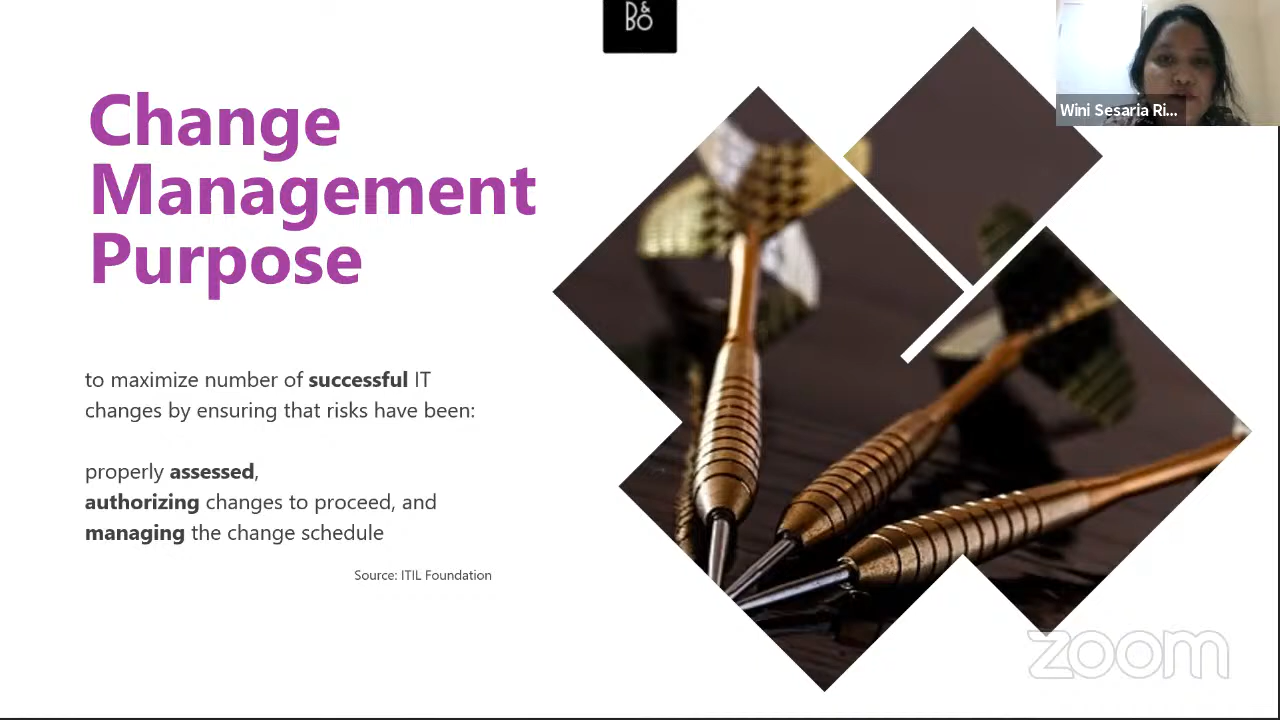 D&
BO
Wini Sesaria Ri...
Change
Management
Purpose
to maximize number of successful IT
changes by ensuring that risks have been:
properly assessed,
authorizing changes to proceed, and
managing the change schedule
Source: ITIL Foundation
zoom